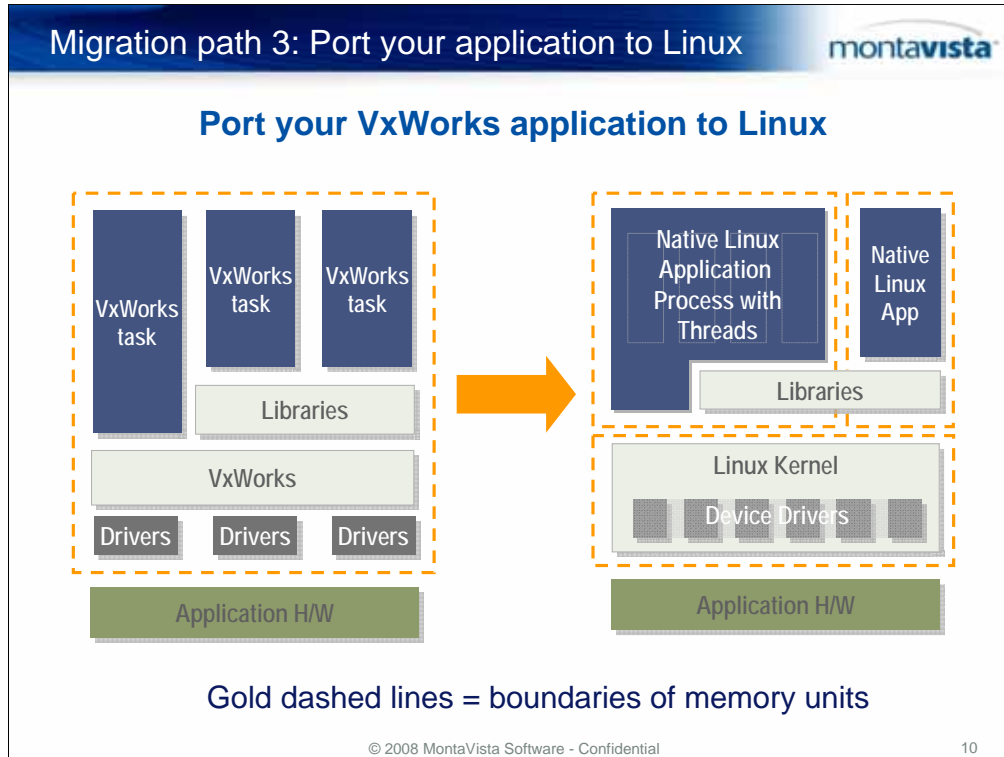 Migration path 3: Port your application to Linux
montavista
Port your VxWorks application to Linux
VxWorks
task
VxWorks
task
VxWorks
task
Libraries
VxWorks
Drivers
Drivers
Drivers
Application H/W
Native Linux
Application
Process with
Threads
Native
Linux
App
Libraries
Linux Kernel
Device Drivers
Application H/W
Gold dashed lines = boundaries of memory units
© 2008 MontaVista Software - Confidential
10